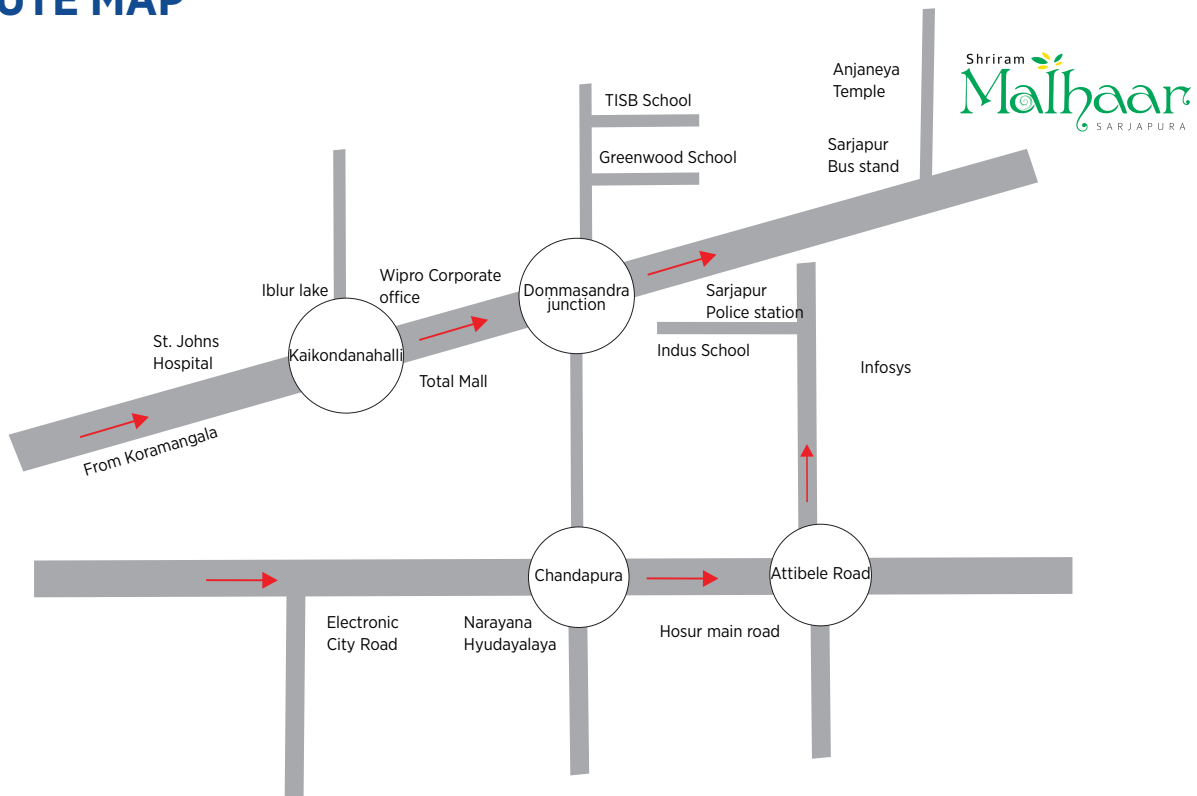 UTE MAP
Shriram
Malhaar
SARJAPURA
Anjaneya
Temple
TISB School
Greenwood School
Sarjapur
Bus stand
Wipro Corporate
office
Iblur lake
Dommasandra
junction
Sarjapur
Police station
St. Johns
Hospital
Kaikondanahalli
Indus School
Total Mall
Infosys
From Koramangala
Chandapura
Attibele Road
Electronic
City Road
Narayana
Hyudayalaya
Hosur main road